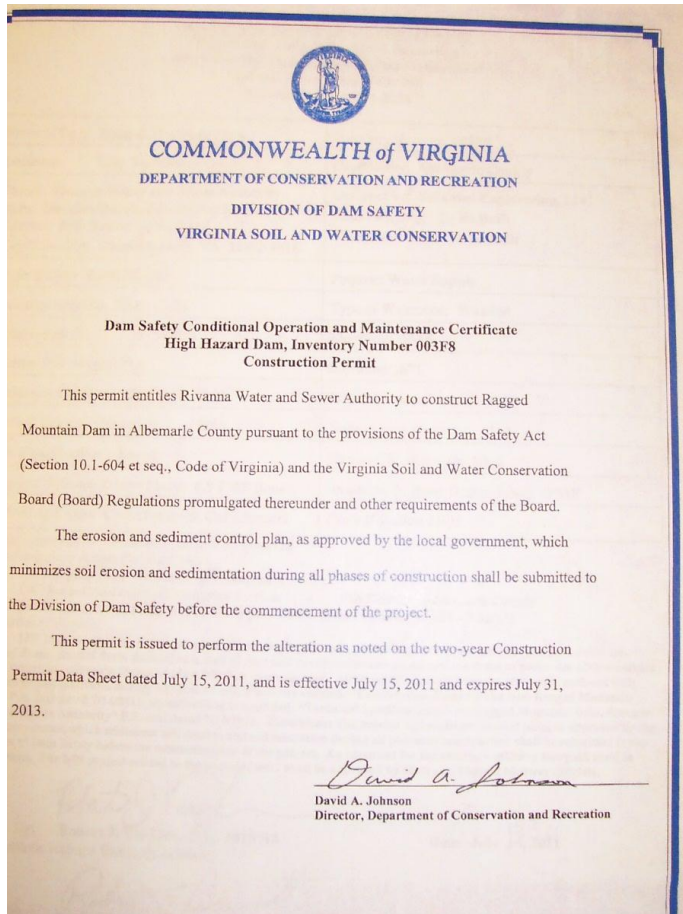 VIRGINIA
COMMONWEALTH of VIRGINIA
DEPARTMENT OF CONSERVATION AND RECREATION
DIVISION OF DAM SAFETY
VIRGINIA SOIL AND WATER CONSERVATION
Dam Safety Conditional Operation and Maintenance Certificate
High Hazard Dam, Inventory Number 003F8
Construction Permit
This permit entitles Rivanna Water and Sewer Authority to construct Ragged
Mountain Dam in Albemarle County pursuant to the provisions of the Dam Safety Act
(Section 10.1-604 et seq., Code of Virginia) and the Virginia Soil and Water Conservation
Board (Board) Regulations promulgated thereunder and other requirements of the Board.
The erosion and sediment control plan, as approved by the local government, which
minimizes soil erosion and sedimentation during all phases of construction shall be submitted to
the Division of Dam Safety before the commencement of the project.
This permit is issued to perform the alteration as noted on the two-year Construction
Permit Data Sheet dated July 15, 2011, and is effective July 15, 2011 and expires July 31,
2013.
David A. Johnson
David A. Johnson
Director, Department of Conservation and Recreation